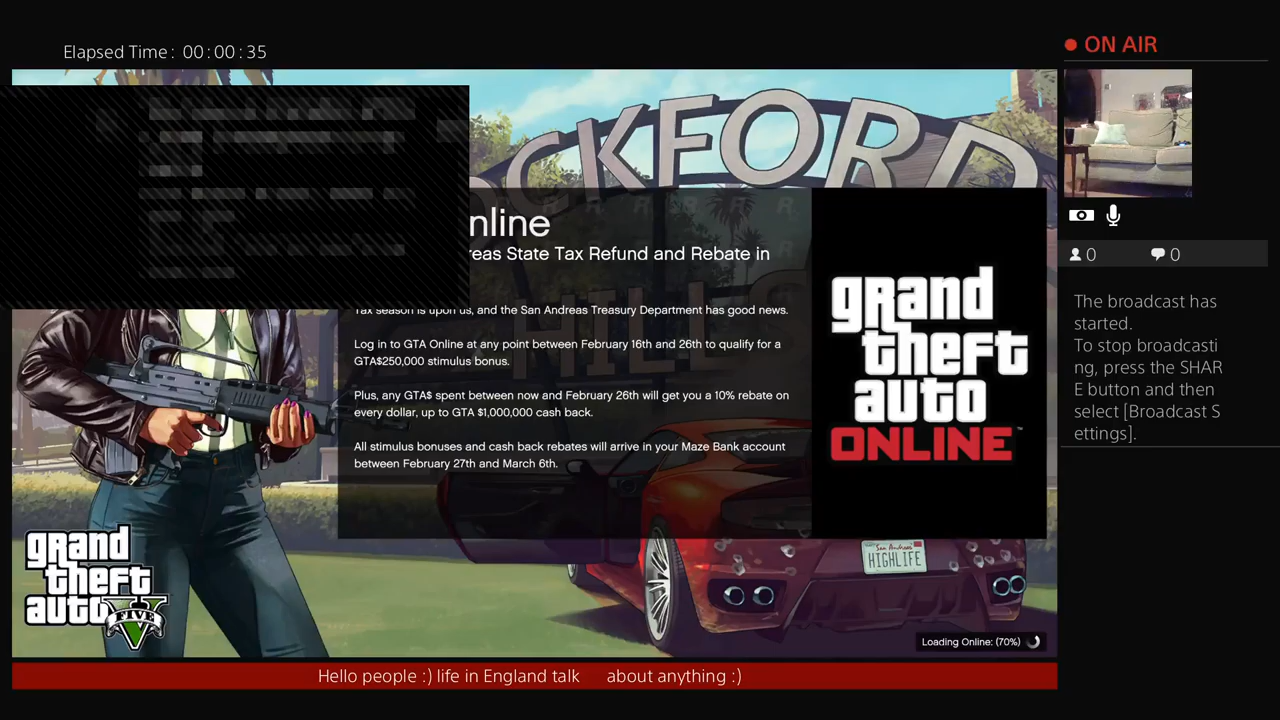 Elapsed Time: 00:00:35
ON AIR
CKFORD
nline
eas State Tax Refund and Rebate in
Tax season is upon us, and the San Andreas Treasury Department has good news.
Log in to GTA Online at any point between February 16th and 26th to qualify for a
GTA$250,000 stimulus bonus.
Plus, any GTA$ spent between now and February 26th will get you a 10% rebate on
every dollar, up to GTA $1,000,000 cash back.
All stimulus bonuses and cash back rebates will arrive in your Maze Bank account
between February 27th and March 6th.
HILLS
grand
theft
auto
ONLINE
0 0
The broadcast has
started.
To stop broadcasti
ng, press the SHAR
E button and then
select [Broadcast S
ettings].
grand
theft
auto
V
FIVE
San Andreas
HIGHLIFE
Loading Online: (70%)
Hello people :) life in England talk about anything :)